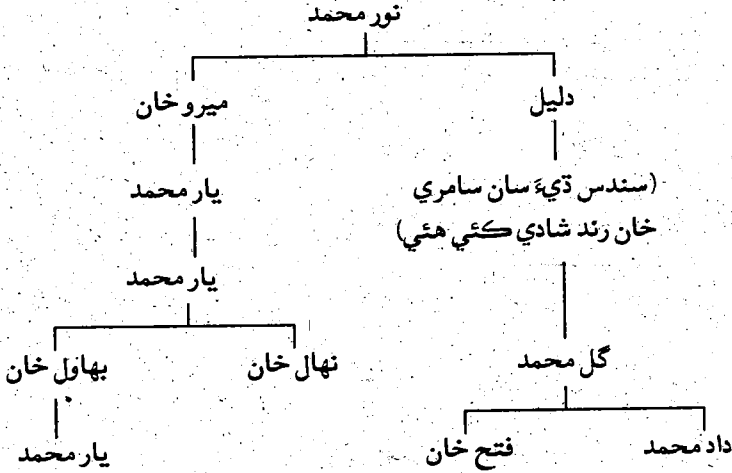 نور محمد
دليل
ميرو خان
(سندس ڌيءَ سان سامري
خان رند شادي ڪئي هئي)
يار محمد
يار محمد
گل محمد
نهال خان
بهاول خان
داد محمد
فتح خان
يار محمد